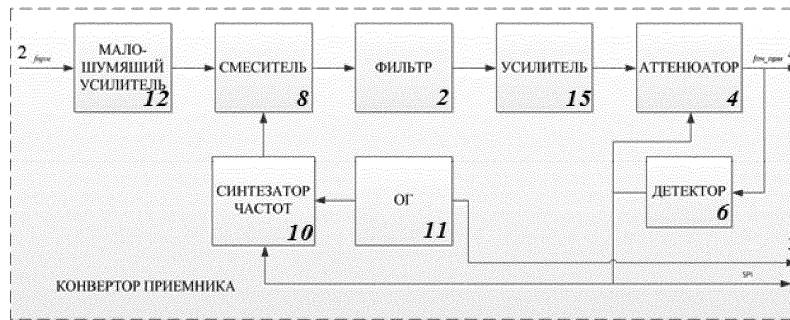 2
МАЛО-
ШУМЯЩИЙ
УСИЛИТЕЛЬ
12
СМЕСИТЕЛЬ
8
ФИЛЬТР
2
УСИЛИТЕЛЬ
15
АТТЕНЮАТОР
4
СИНТЕЗАТОР
ЧАСТОТ
10
ОГ
11
ДЕТЕКТОР
6
SPI
КОНВЕРТОР ПРИЕМНИКА